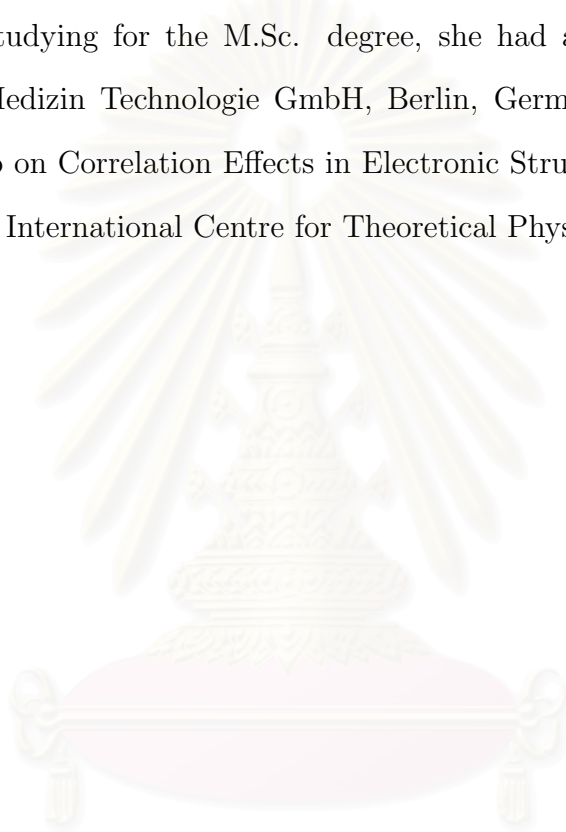 tudying for the M.Sc. degree, she had a
Medizin Technologie GmbH, Berlin, Germ
on Correlation Effects in Electronic Stru
International Centre for Theoretical Phys